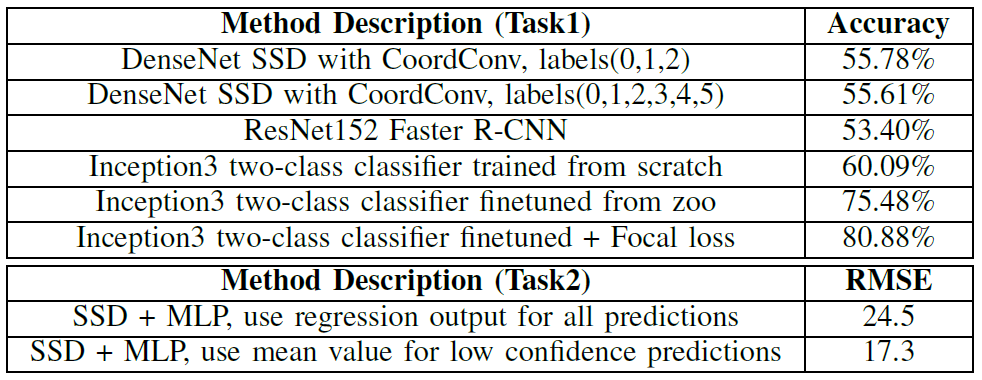 Method Description (Task1) Accuracy
DenseNet SSD with CoordConv, labels(0,1,2) 55.78%
DenseNet SSD with CoordConv, labels(0,1,2,3,4,5) 55.61%
ResNet152 Faster R-CNN 53.40%
Inception3 two-class classifier trained from scratch 60.09%
Inception3 two-class classifier finetuned from zoo 75.48%
Inception3 two-class classifier finetuned + Focal loss 80.88%
Method Description (Task2) RMSE
SSD + MLP, use regression output for all predictions 24.5
SSD + MLP, use mean value for low confidence predictions 17.3